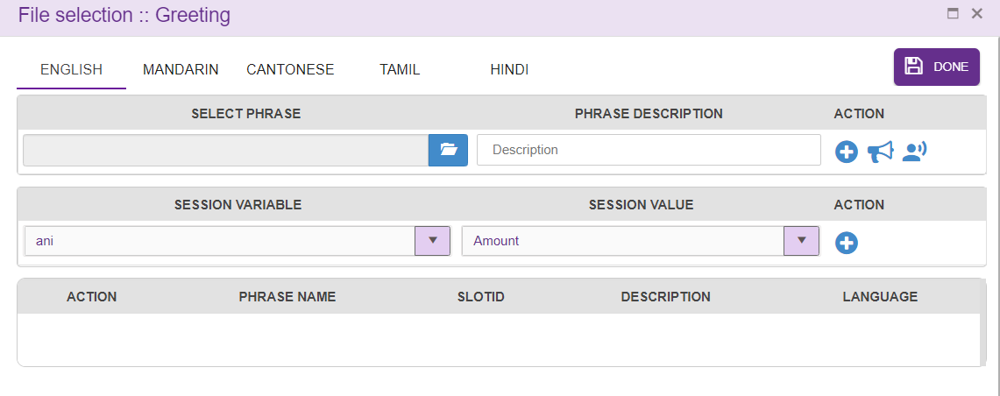 File selection :: Greeting
ENGLISH MANDARIN CANTONESE TAMIL HINDI DONE
SELECT PHRASE PHRASE DESCRIPTION ACTION
Description
SESSION VARIABLE SESSION VALUE ACTION
ani Amount
ACTION PHRASE NAME SLOTID DESCRIPTION LANGUAGE